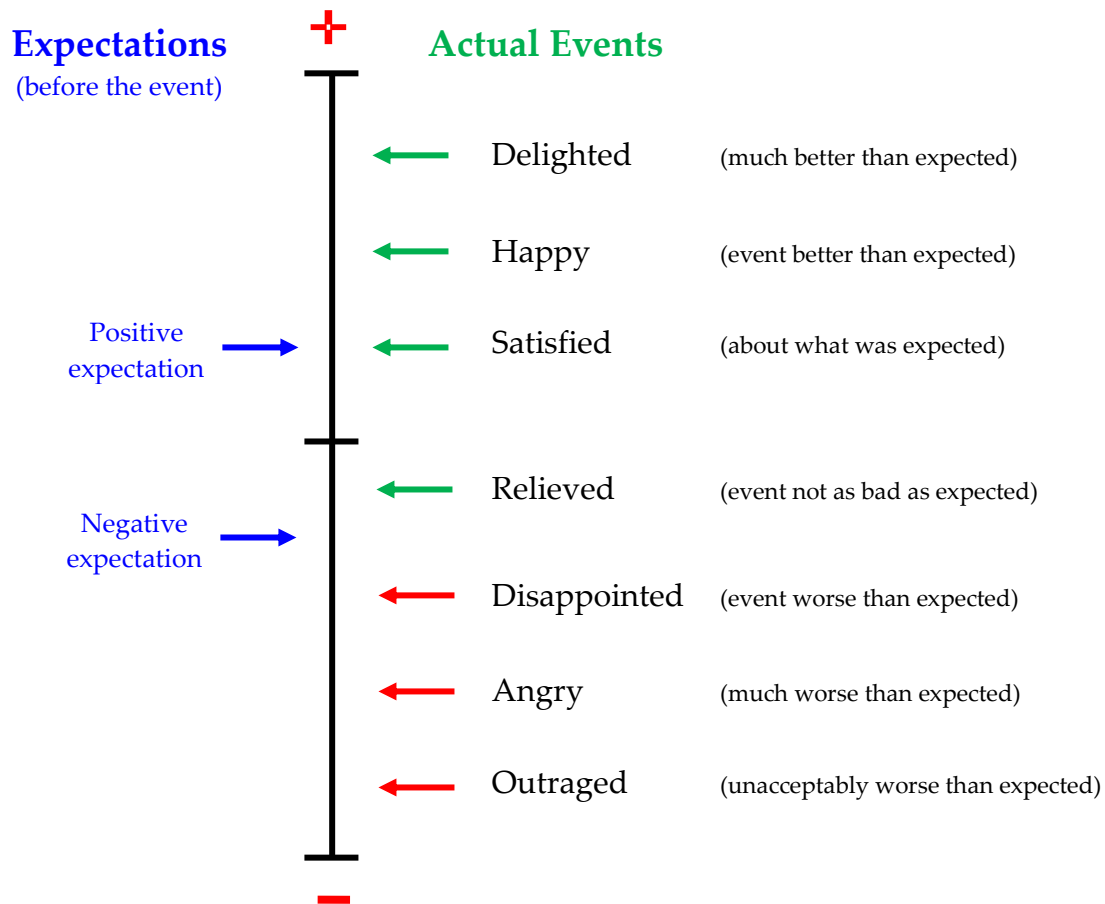 Expectations
(before the event)
+
Actual Events
Delighted (much better than expected)
Happy (event better than expected)
Positive
expectation
Satisfied (about what was expected)
Relieved (event not as bad as expected)
Negative
expectation
Disappointed (event worse than expected)
Angry (much worse than expected)
Outraged (unacceptably worse than expected)
-